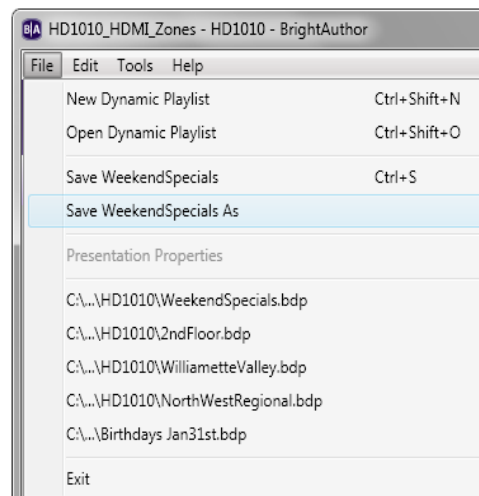 BA HD1010_HDMI_Zones - HD1010 - BrightAuthor
File Edit Tools Help
New Dynamic Playlist Ctrl+Shift+N
Open Dynamic Playlist Ctrl+Shift+O
Save WeekendSpecials Ctrl+S
Save WeekendSpecials As
Presentation Properties
C:\...\HD1010\WeekendSpecials.bdp
C:\...\HD1010\2ndFloor.bdp
C:\...\HD1010\WilliametteValley.bdp
C:\...\HD1010\NorthWestRegional.bdp
C:\...\Birthdays Jan31st.bdp
Exit